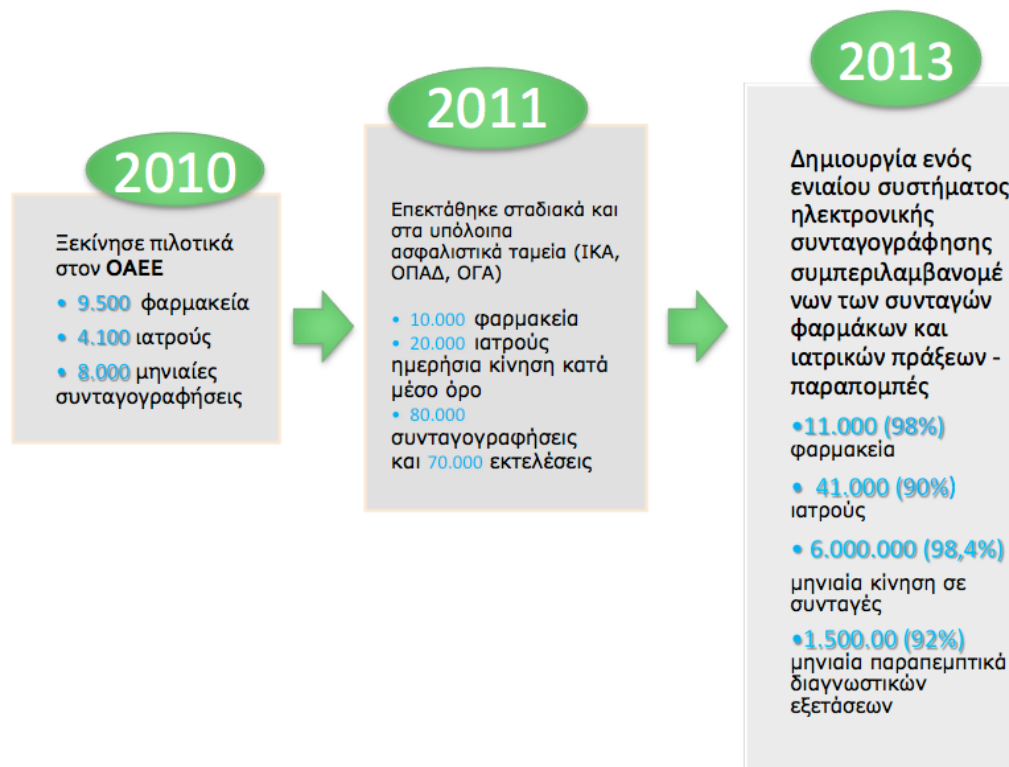 2010
Ξεκίνησε πιλοτικά
στον ΟΑΕΕ
• 9.500 φαρμακεία
• 4.100 ιατρούς
• 8.000 μηνιαίες
συνταγογραφήσεις
2011
Επεκτάθηκε σταδιακά και
στα υπόλοιπα
ασφαλιστικά ταμεία (ΙΚΑ,
ΟΠΑΔ, ΟΓΑ)
• 10.000 φαρμακεία
• 20.000 ιατρούς
ημερήσια κίνηση κατά
μέσο όρο
• 80.000
συνταγογραφήσεις
και 70.000 εκτελέσεις
2013
Δημιουργία ενός
ενιαίου συστήματος
ηλεκτρονικής
συνταγογράφησης
συμπεριλαμβανομέ
νων των συνταγών
φαρμάκων και
ιατρικών πράξεων -
παραπομπές
•11.000 (98%)
φαρμακεία
• 41.000 (90%)
ιατρούς
• 6.000.000 (98,4%)
μηνιαία κίνηση σε
συνταγές
•1.500.00 (92%)
μηνιαία παραπεμπτικά
διαγνωστικών
εξετάσεων